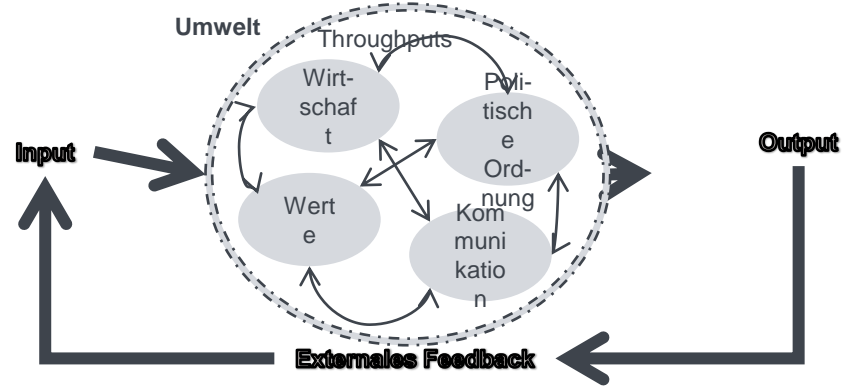 Umwelt
Throughputs
Wirt-
schaf
t
Poli-
tisch
e
Ord-
nung
Input
Output
Wert
e
Kom
muni
katio
n
Externales Feedback